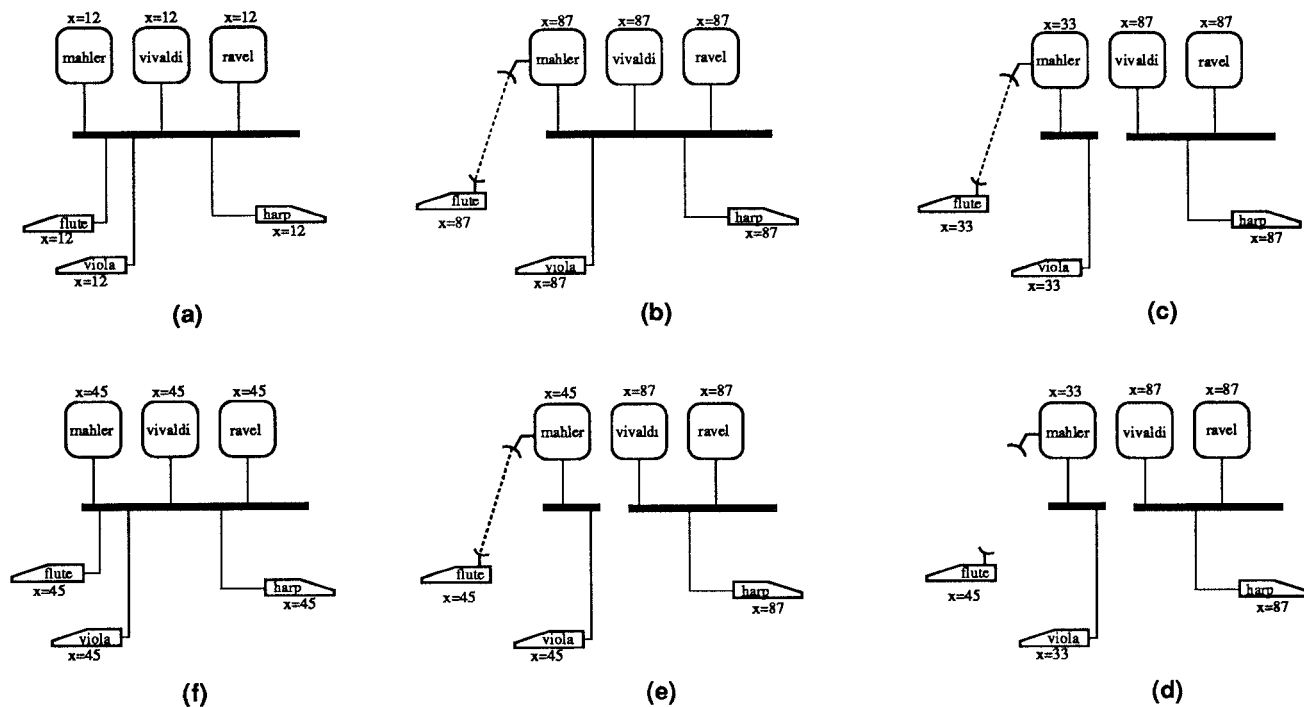 x=12 x=12 x=12
mahler vivaldi ravel
flute
x=12
harp
x=12
viola
x=12
(a)
x=87 x=87 x=87
mahler vivaldi ravel
flute
x=87
harp
x=87
viola
x=87
(b)
x=33 x=87 x=87
mahler vivaldi ravel
flute
x=33
harp
x=87
viola
x=33
(c)
x=45 x=45 x=45
mahler vivaldi ravel
flute
x=45
harp
x=45
viola
x=45
(f)
x=45 x=87 x=87
mahler vivaldi ravel
flute
x=45
harp
x=87
viola
x=45
(e)
x=33 x=87 x=87
mahler vivaldi ravel
flute
x=45
harp
x=87
viola
x=33
(d)